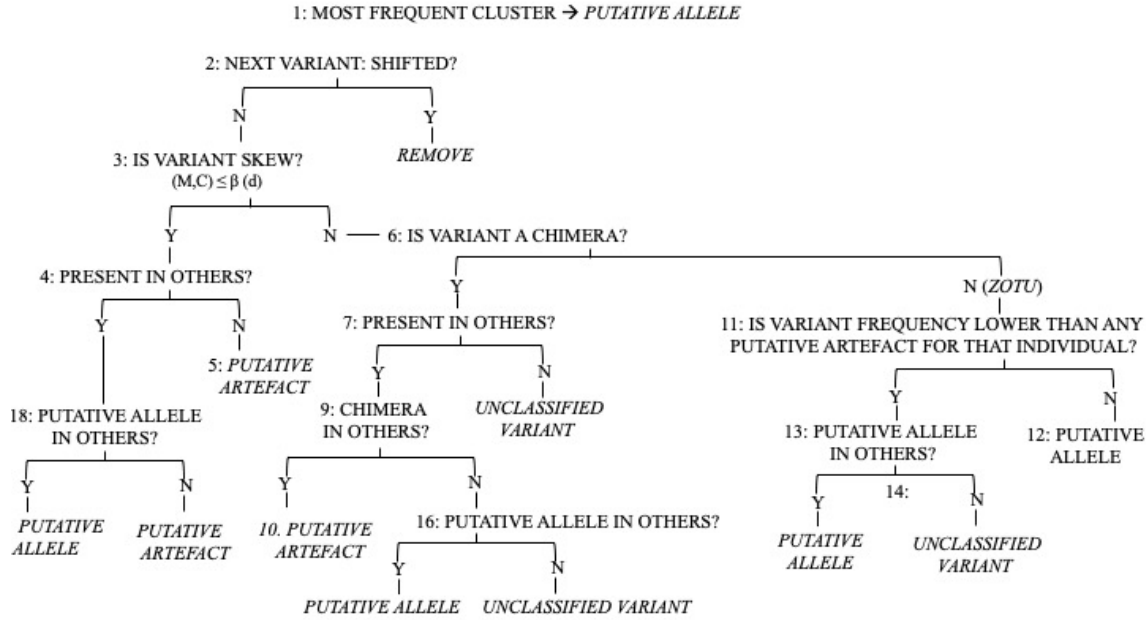 1: MOST FREQUENT CLUSTER → PUTATIVE ALLELE
2: NEXT VARIANT: SHIFTED?
N
Y
3: IS VARIANT SKEW?
(M,C) ≤ β (d)
REMOVE
Y
N
6: IS VARIANT A CHIMERA?
4: PRESENT IN OTHERS?
Y
N (ZOTU)
Y
N
7: PRESENT IN OTHERS?
11: IS VARIANT FREQUENCY LOWER THAN ANY
PUTATIVE ARTEFACT FOR THAT INDIVIDUAL?
5: PUTATIVE
ARTEFACT
Y
N
Y
N
18: PUTATIVE ALLELE
IN OTHERS?
9: CHIMERA
IN OTHERS?
UNCLASSIFIED
VARIANT
13: PUTATIVE ALLELE
IN OTHERS?
12: PUTATIVE
ALLELE
Y
N
Y
N
14:
Y
N
PUTATIVE
ALLELE
PUTATIVE
ARTEFACT
10. PUTATIVE
ARTEFACT
16: PUTATIVE ALLELE IN OTHERS?
PUTATIVE
ALLELE
UNCLASSIFIED
VARIANT
Y
N
PUTATIVE ALLELE
UNCLASSIFIED VARIANT